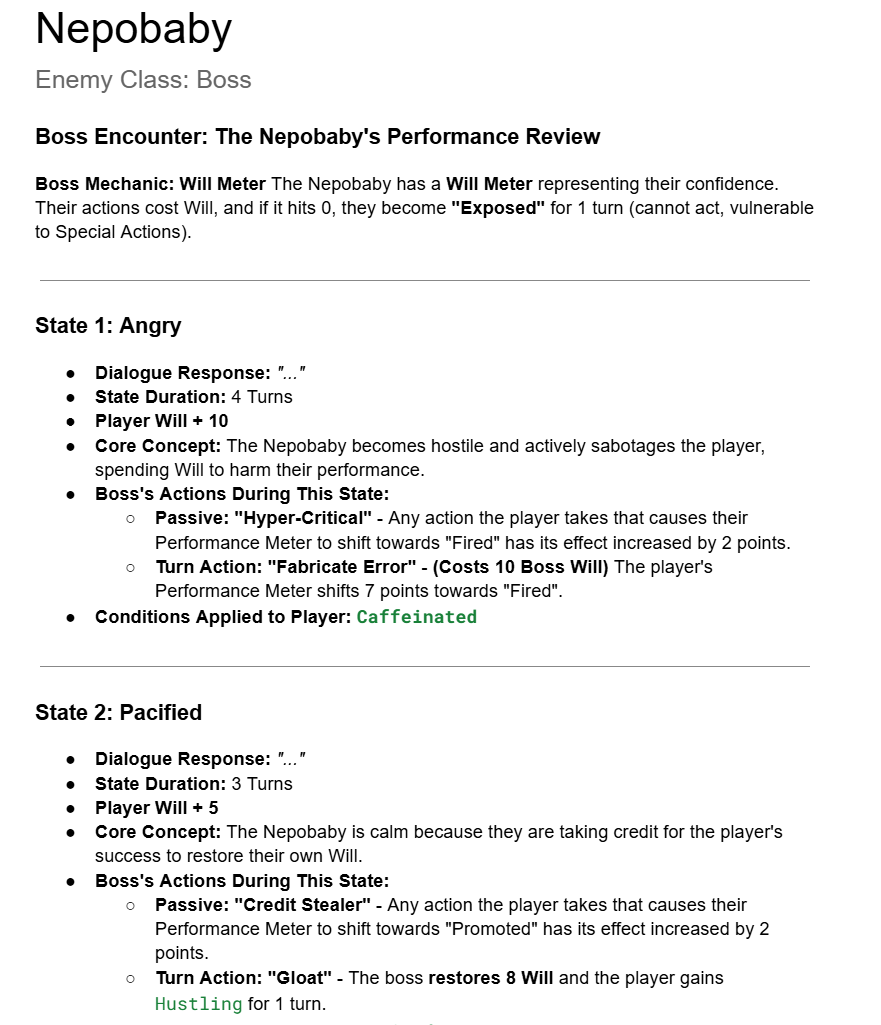 Nepobaby
Enemy Class: Boss
Boss Encounter: The Nepobaby's Performance Review
Boss Mechanic: Will Meter The Nepobaby has a Will Meter representing their confidence.
Their actions cost Will, and if it hits 0, they become "Exposed" for 1 turn (cannot act, vulnerable
to Special Actions).
State 1: Angry
● Dialogue Response: "..."
● State Duration: 4 Turns
● Player Will + 10
● Core Concept: The Nepobaby becomes hostile and actively sabotages the player,
spending Will to harm their performance.
● Boss's Actions During This State:
○ Passive: "Hyper-Critical" - Any action the player takes that causes their
Performance Meter to shift towards "Fired" has its effect increased by 2 points.
○ Turn Action: "Fabricate Error" - (Costs 10 Boss Will) The player's
Performance Meter shifts 7 points towards "Fired".
● Conditions Applied to Player: Caffeinated
State 2: Pacified
● Dialogue Response: "..."
● State Duration: 3 Turns
● Player Will + 5
● Core Concept: The Nepobaby is calm because they are taking credit for the player's
success to restore their own Will.
● Boss's Actions During This State:
○ Passive: "Credit Stealer" - Any action the player takes that causes their
Performance Meter to shift towards "Promoted" has its effect increased by 2
points.
○ Turn Action: "Gloat" - The boss restores 8 Will and the player gains
Hustling for 1 turn.